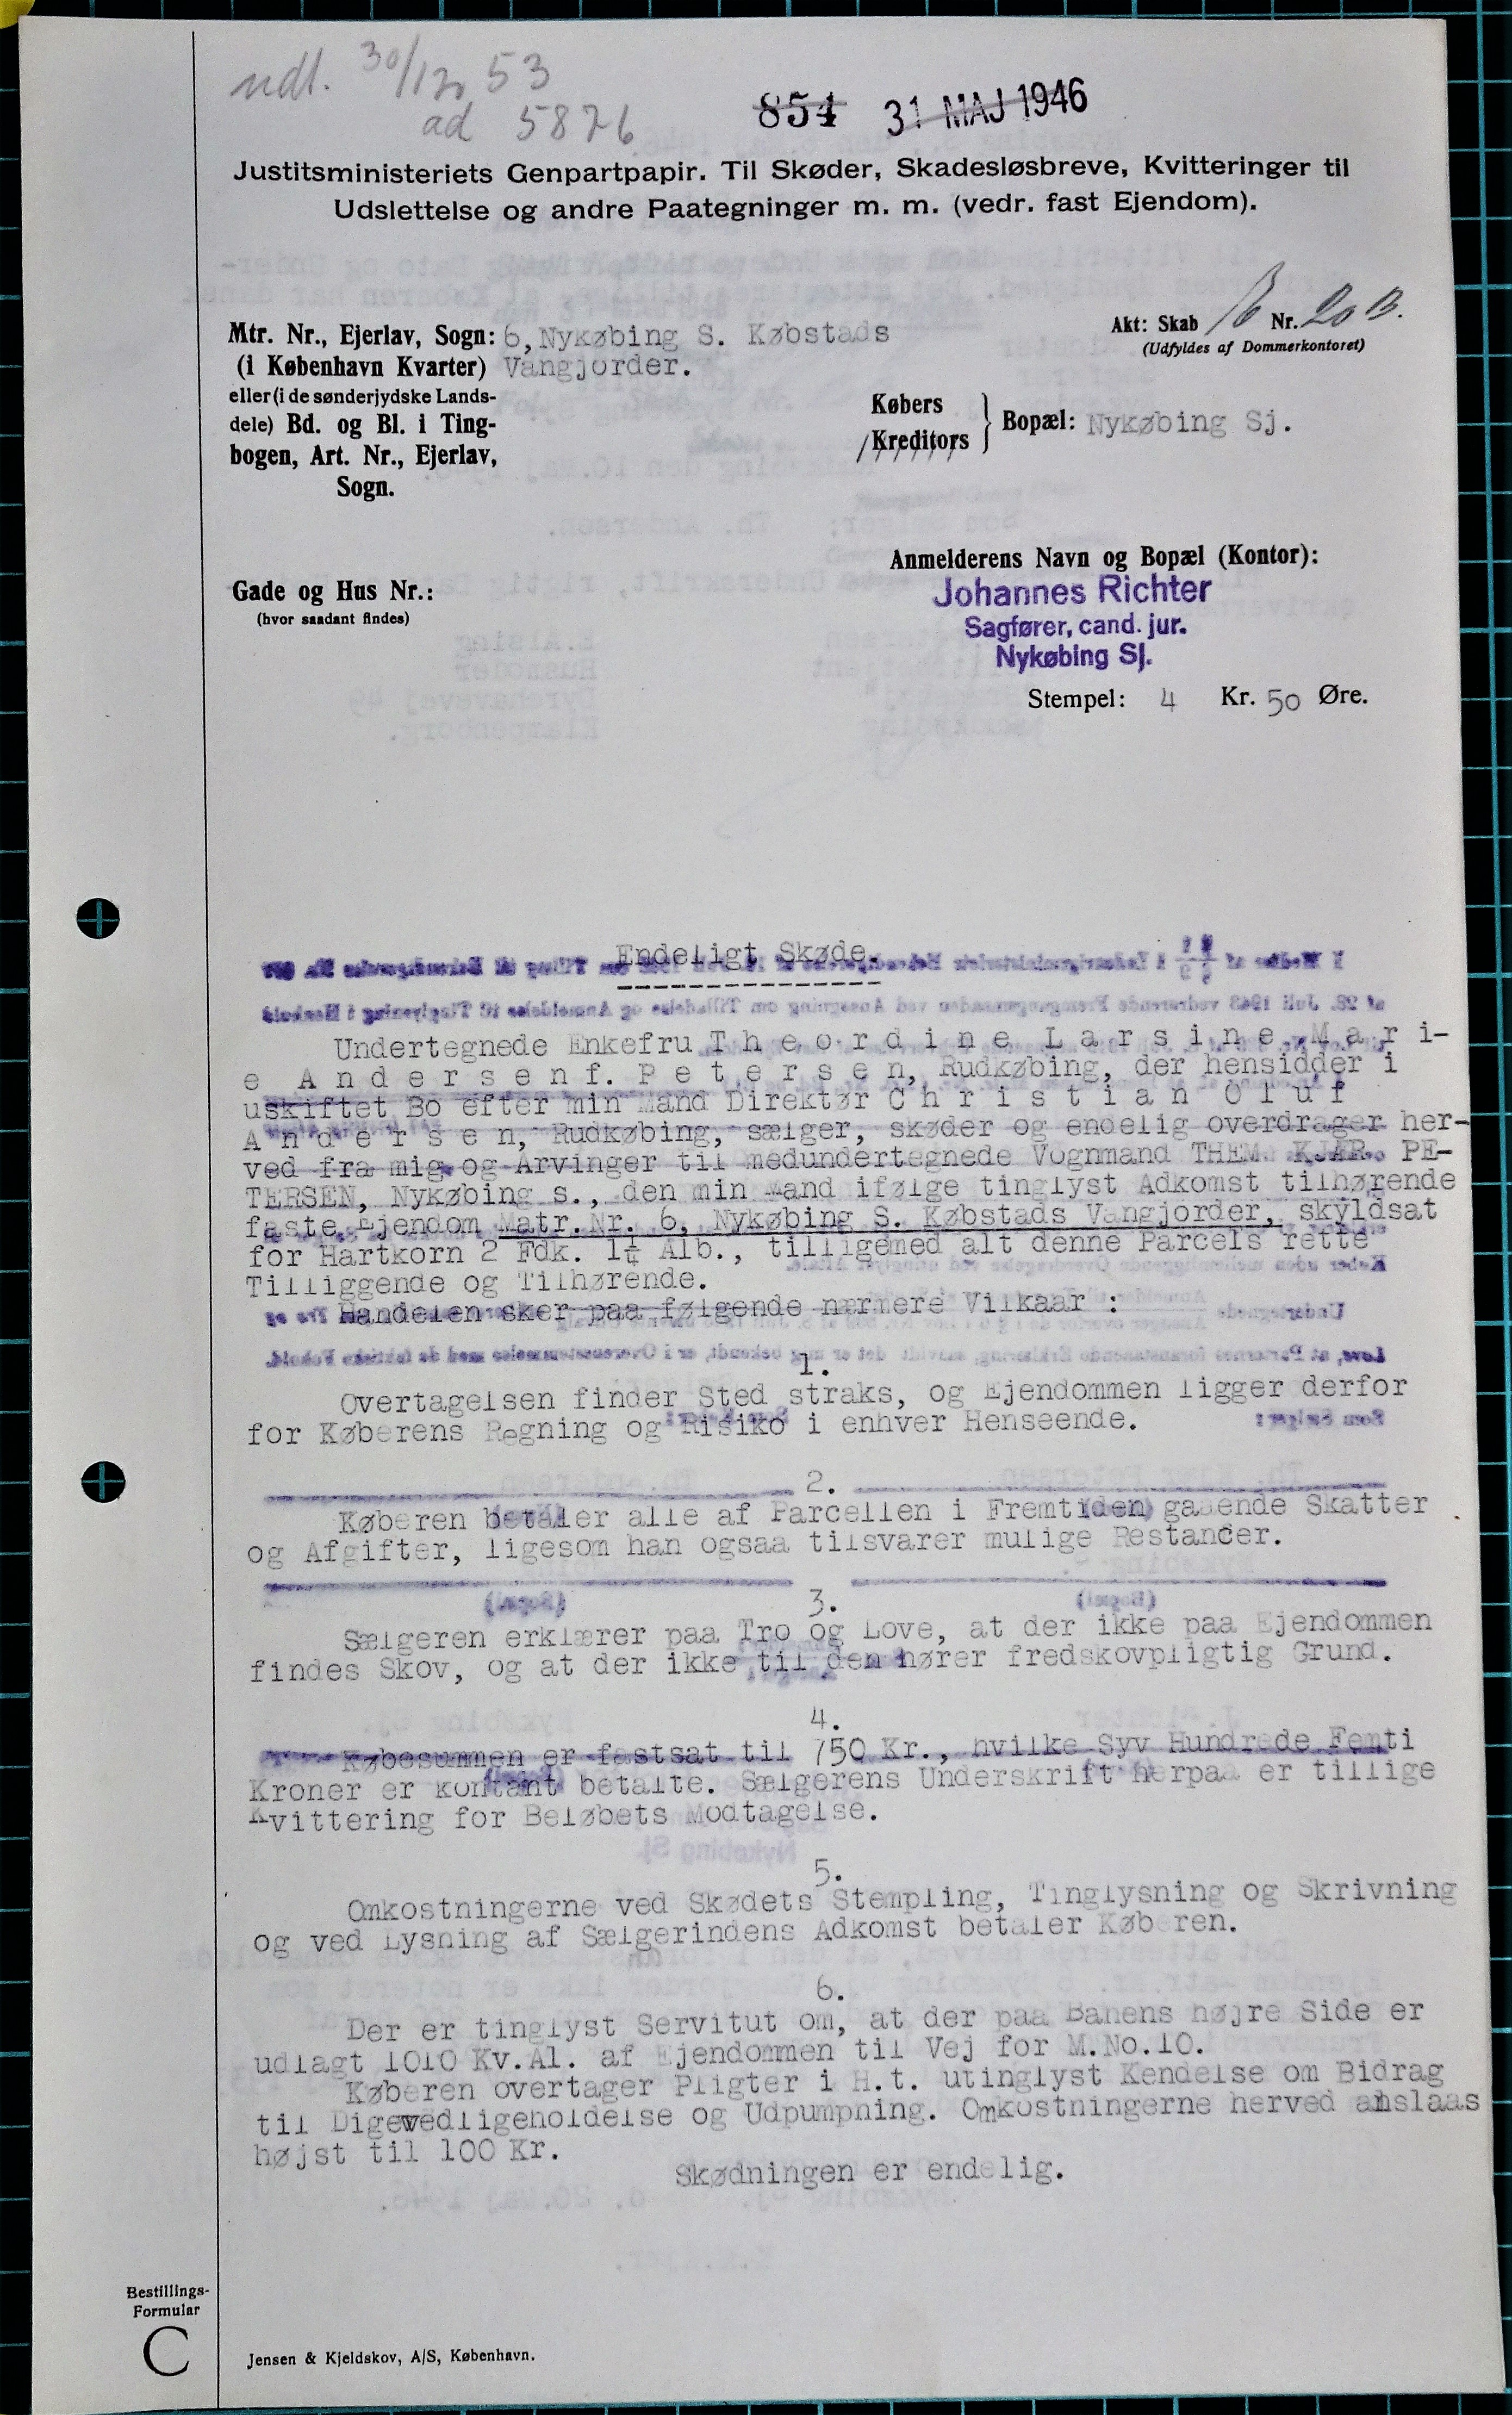 ndl. 30/12 53
ad 5876
854 31 MAJ 1946
Justitsministeriets Genpartpapir. Til Skøder, Skadesløsbreve, Kvitteringer til
Udslettelse og andre Paategninger m. m. (vedr. fast Ejendom).
Mtr. Nr., Ejerlav, Sogn: 6, Nykøbing S. Købstads
(i København Kvarter) Vangjorder.
eller (i de sønderjydske Lands-
dele) Bd. og Bl. i Ting-
bogen, Art. Nr., Ejerlav,
Sogn.
Akt: Skab B Nr. 20 B.
(Udfyldes af Dommerkontoret)
Købers
Kreditors
Bopæl: Nykøbing Sj.
Gade og Hus Nr.:
(hvor saadant findes)
Anmelderens Navn og Bopæl (Kontor):
Johannes Richter
Sagfører, cand. jur.
Nykøbing Sj.
Stempel: 4 Kr. 50 Øre.
Endeligt Skøde.
Undertegnede Enkefru T h e o r d i n e L a r s i n e M a r i-
e A n d e r s e n f. P e t e r s e n, Rudkøbing, der hensidder i
uskiftet Bo efter min Mand Direktør C h r i s t i a n O l u f
A n d e r s e n, Rudkøbing, sælger, skøder og endelig overdrager her-
ved fra mig og Arvinger til medundertegnede Vognmand THEM. KJÆR PE-
TERSEN, Nykøbing S., den min Mand ifølge tinglyst Adkomst tilhørende
faste Ejendom Matr.Nr. 6, Nykøbing S. Købstads Vangjorder, skyldsat
for Hartkorn 2 Fdk. 1¼ Alb., tilligemed alt denne Parcels rette
Tilliggende og Tilhørende.
Handelen sker paa følgende nærmere Vilkaar :
1.
Overtagelsen finder Sted straks, og Ejendommen ligger derfor
for Køberens Regning og Risiko i enhver Henseende.
2.
Køberen betaler alle af Parcellen i Fremtiden gaaende Skatter
og Afgifter, ligesom han ogsaa tilsvarer mulige Restancer.
3.
Sælgeren erklærer paa Tro og Love, at der ikke paa Ejendommen
findes Skov, og at der ikke til den hører fredskovpligtig Grund.
4.
Købesummen er fastsat til 750 Kr., hvilke Syv Hundrede Femti
Kroner er kontant betalte. Sælgerens Underskrift herpaa er tillige
Kvittering for Beløbets Modtagelse.
5.
Omkostningerne ved Skødets Stempling, Tinglysning og Skrivning
og ved Lysning af Sælgerindens Adkomst betaler Køberen.
6.
Der er tinglyst Servitut om, at der paa Banens højre Side er
udlagt 1010 Kv.Al. af Ejendommen til Vej for M.No.10.
Køberen overtager Pligter i H.t. utinglyst Kendelse om Bidrag
til Digevedligeholdelse og Udpumpning. Omkostningerne herved anslaas
højst til 100 Kr.
Skødningen er endelig.
Bestillings-
Formular
C
Jensen & Kjeldskov, A/S, København.